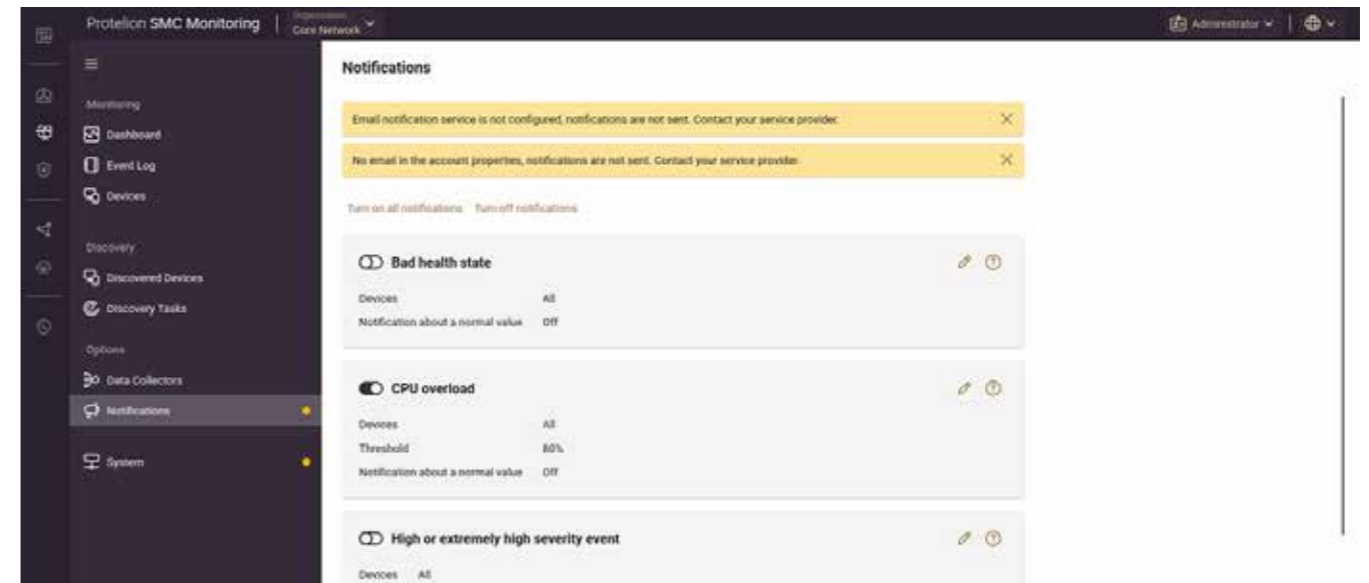 Protelion SMC Monitoring
Organization
Core Network
Administrator
Monitoring
Dashboard
Event Log
Devices
Discovery
Discovered Devices
Discovery Tasks
Options
Data Collectors
Notifications
System
Notifications
Email notification service is not configured, notifications are not sent. Contact your service provider.
No email in the account properties, notifications are not sent. Contact your service provider.
Turn on all notifications Turn off notifications
Bad health state
Devices All
Notification about a normal value Off
CPU overload
Devices All
Threshold 80%
Notification about a normal value Off
High or extremely high severity event
Devices All